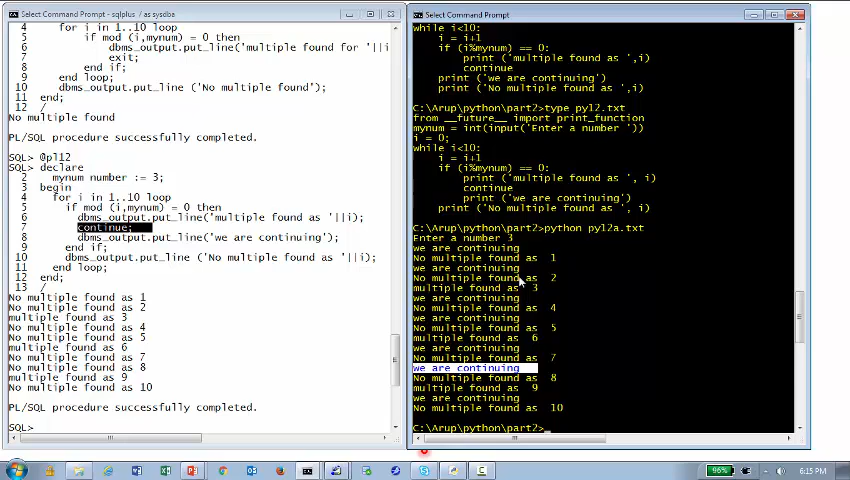 Select Command Prompt - sqlplus / as sysdba
4      for i in 1..10 loop
5          if mod (i,mynum) = 0 then
6              dbms_output.put_line('multiple found for '||i
7              exit;
8          end if;
9      end loop;
10     dbms_output.put_line ('No multiple found');
11 end;
12 /
No multiple found
PL/SQL procedure successfully completed.
SQL> @pl12
SQL> declare
2     mynum number := 3;
3 begin
4     for i in 1..10 loop
5       if mod (i,mynum) = 0 then
6         dbms_output.put_line('multiple found as '||i);
7         continue;
8         dbms_output.put_line('we are continuing');
9       end if;
10      dbms_output.put_line ('No multiple found as '||i);
11    end loop;
12 end;
13 /
No multiple found as 1
No multiple found as 2
multiple found as 3
No multiple found as 4
No multiple found as 5
multiple found as 6
No multiple found as 7
No multiple found as 8
multiple found as 9
No multiple found as 10
PL/SQL procedure successfully completed.
SQL>
Select Command Prompt
while i<10:
    i = i+1
    if (i%mynum) == 0:
        print ('multiple found as ',i)
        continue
    print ('we are continuing')
    print ('No multiple found as ',i)
C:\Arup\python\part2>type py12.txt
from __future__ import print_function
mynum = int(input('Enter a number '))
i = 0;
while i<10:
    i = i+1
    if (i%mynum) == 0:
        print ('multiple found as ', i)
        continue
        print ('we are continuing')
    print ('No multiple found as ', i)
C:\Arup\python\part2>python py12a.txt
Enter a number 3
we are continuing
No multiple found as  1
we are continuing
No multiple found as  2
multiple found as  3
we are continuing
No multiple found as  4
we are continuing
No multiple found as  5
multiple found as  6
we are continuing
No multiple found as  7
we are continuing
No multiple found as  8
multiple found as  9
we are continuing
No multiple found as  10
C:\Arup\python\part2>_
96%
6:15 PM